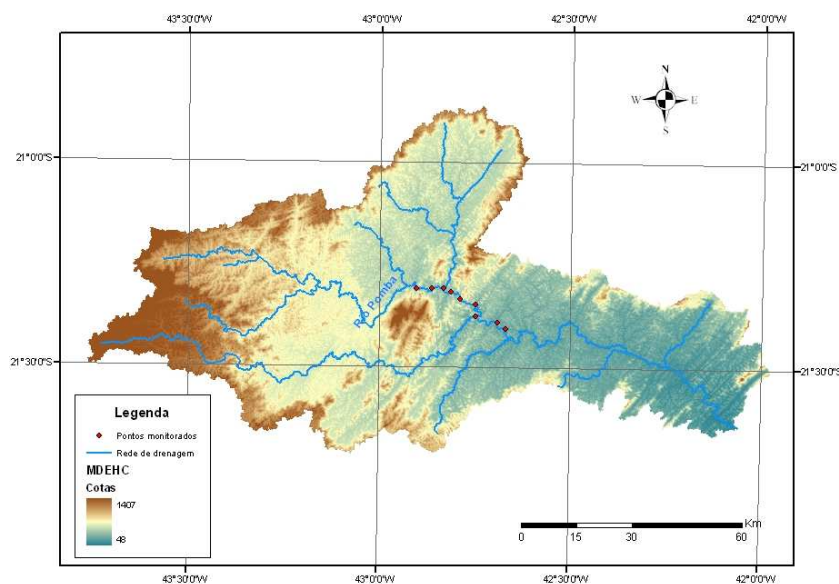 43°30'0"W 43°0'0"W 42°30'0"W 42°0'0"W
N
W E
S
21°0'0"S 21°0'0"S
Rio Pomba
21°30'0"S 21°30'0"S
Legenda
Pontos monitorados
Rede de drenagem
MDEHC
Cotas
1407
48
Km
0 15 30 60
43°30'0"W 43°0'0"W 42°30'0"W 42°0'0"W